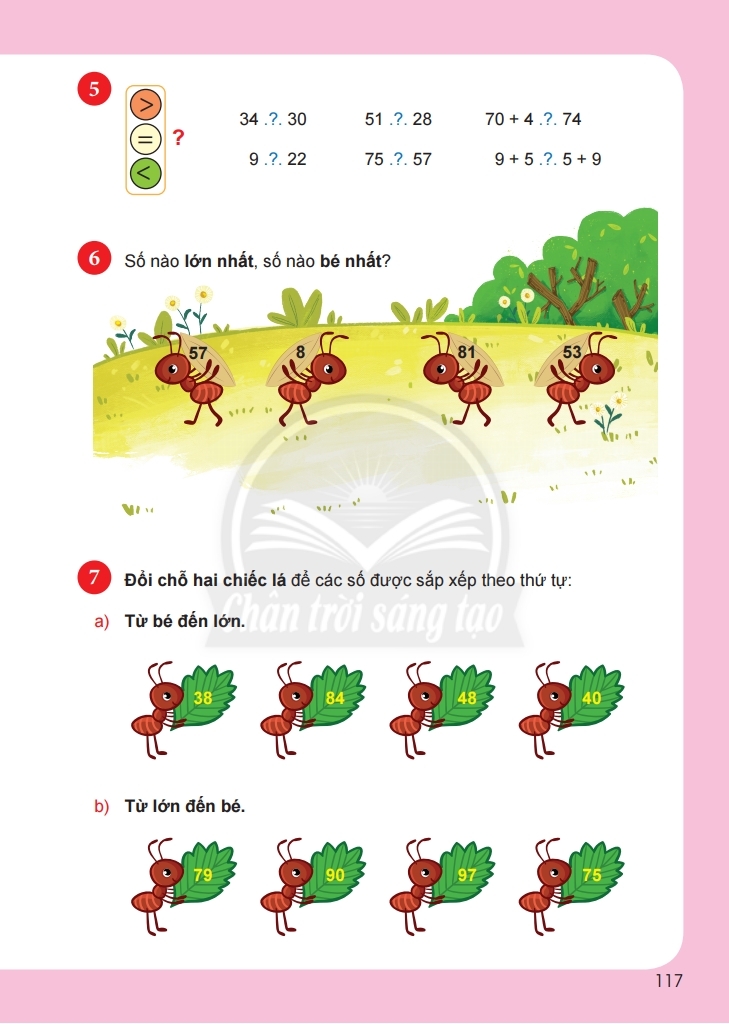 5
>
=
<
?
34 .?. 30 51 .?. 28 70 + 4 .?. 74
9 .?. 22 75 .?. 57 9 + 5 .?. 5 + 9
6 Số nào lớn nhất, số nào bé nhất?
57 8 81 53
7 Đổi chỗ hai chiếc lá để các số được sắp xếp theo thứ tự:
Chân trời sáng tạo
a) Từ bé đến lớn.
38 84 48 40
b) Từ lớn đến bé.
79 90 97 75
117